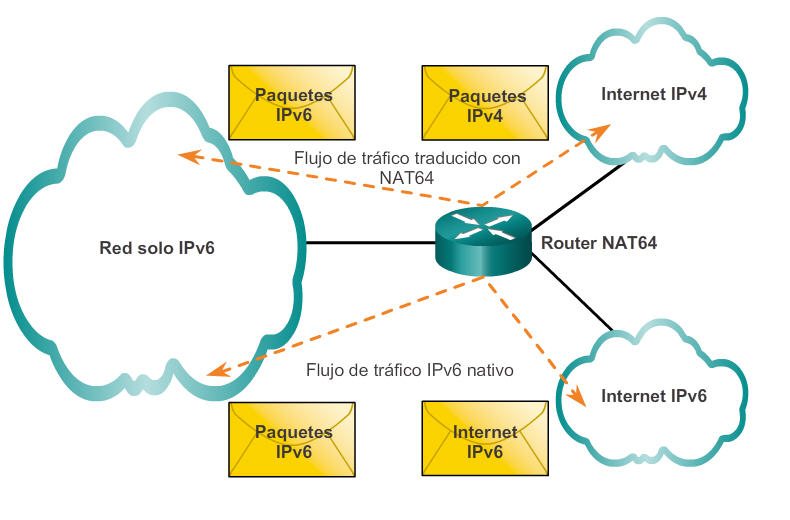 Paquetes
IPv6
Paquetes
IPv4
Internet IPv4
Flujo de tráfico traducido con
NAT64
Red solo IPv6
Router NAT64
Flujo de tráfico IPv6 nativo
Internet IPv6
Paquetes
IPv6
Internet
IPv6